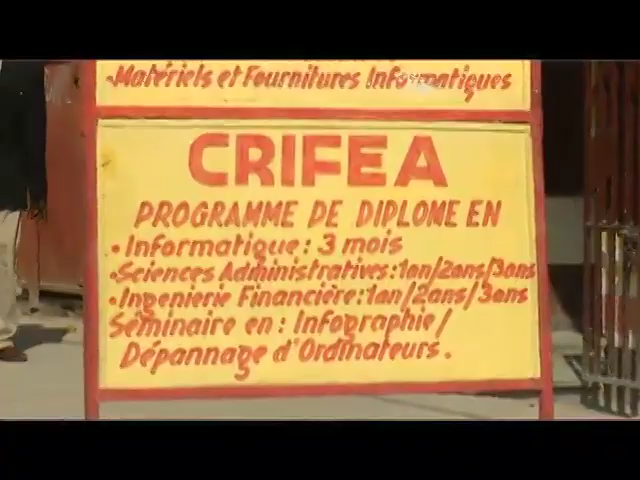 •Matériels et Fournitures Informatiques
CRIFEA
PROGRAMME DE DIPLOME EN
•Informatique: 3 mois
•Sciences Administratives:1an/2ans/3ans
•Ingenierie Financière:1an/2ans/3ans
Séminaire en: Infographie/
Dépannage d'Ordinateurs.